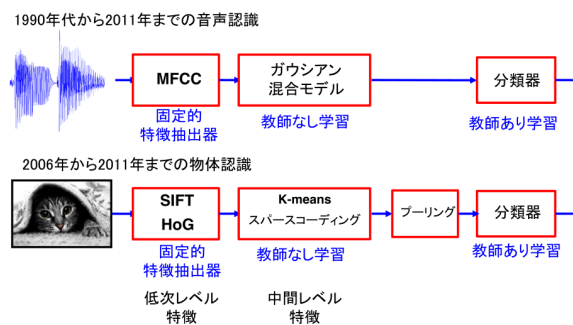 1990年代から2011年までの音声認識
MFCC
ガウシアン
混合モデル
分類器
固定的
特徴抽出器
教師なし学習
教師あり学習
2006年から2011年までの物体認識
SIFT
HoG
K-means
スパースコーディング
プーリング
分類器
固定的
特徴抽出器
教師なし学習
教師あり学習
低次レベル
特徴
中間レベル
特徴